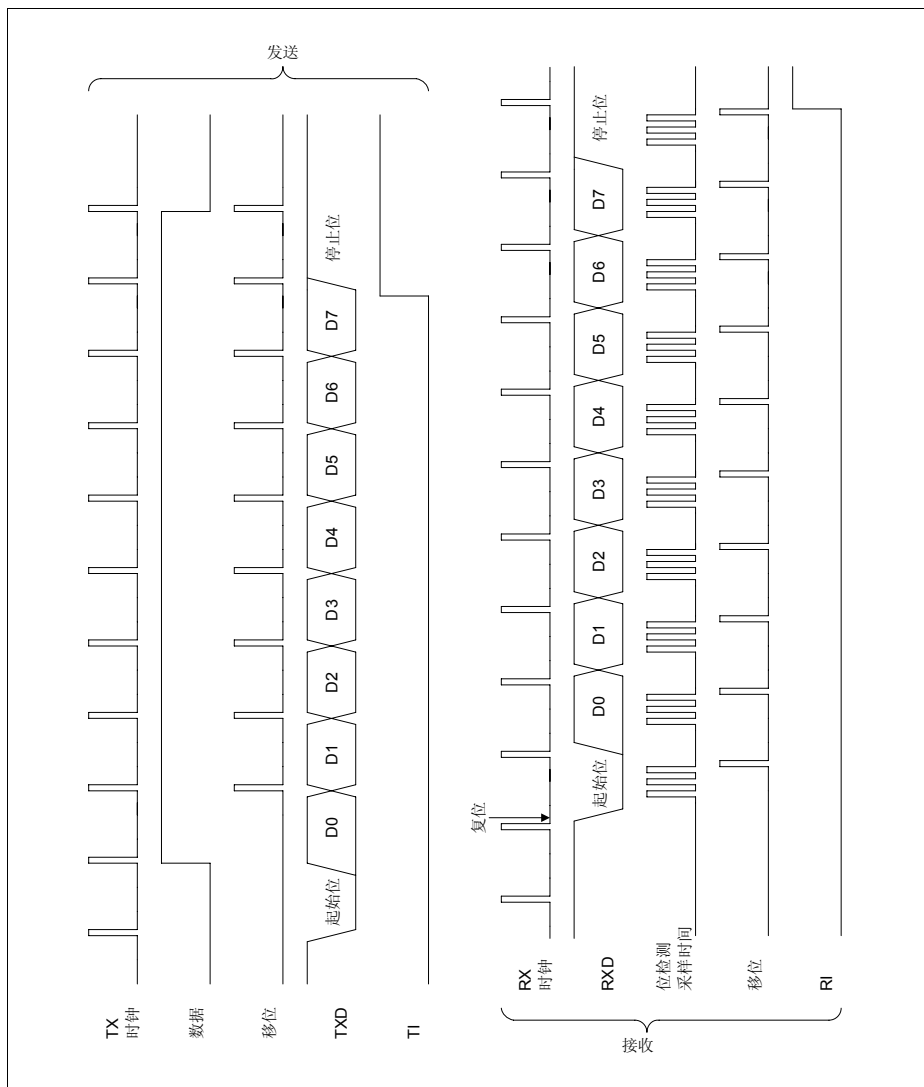 发送
TX
时钟
数据
移位
TXD
起始位
D0
D1
D2
D3
D4
D5
D6
D7
停止位
TI
接收
复位
RX
时钟
RXD
起始位
D0
D1
D2
D3
D4
D5
D6
D7
停止位
位检测
采样时间
移位
RI